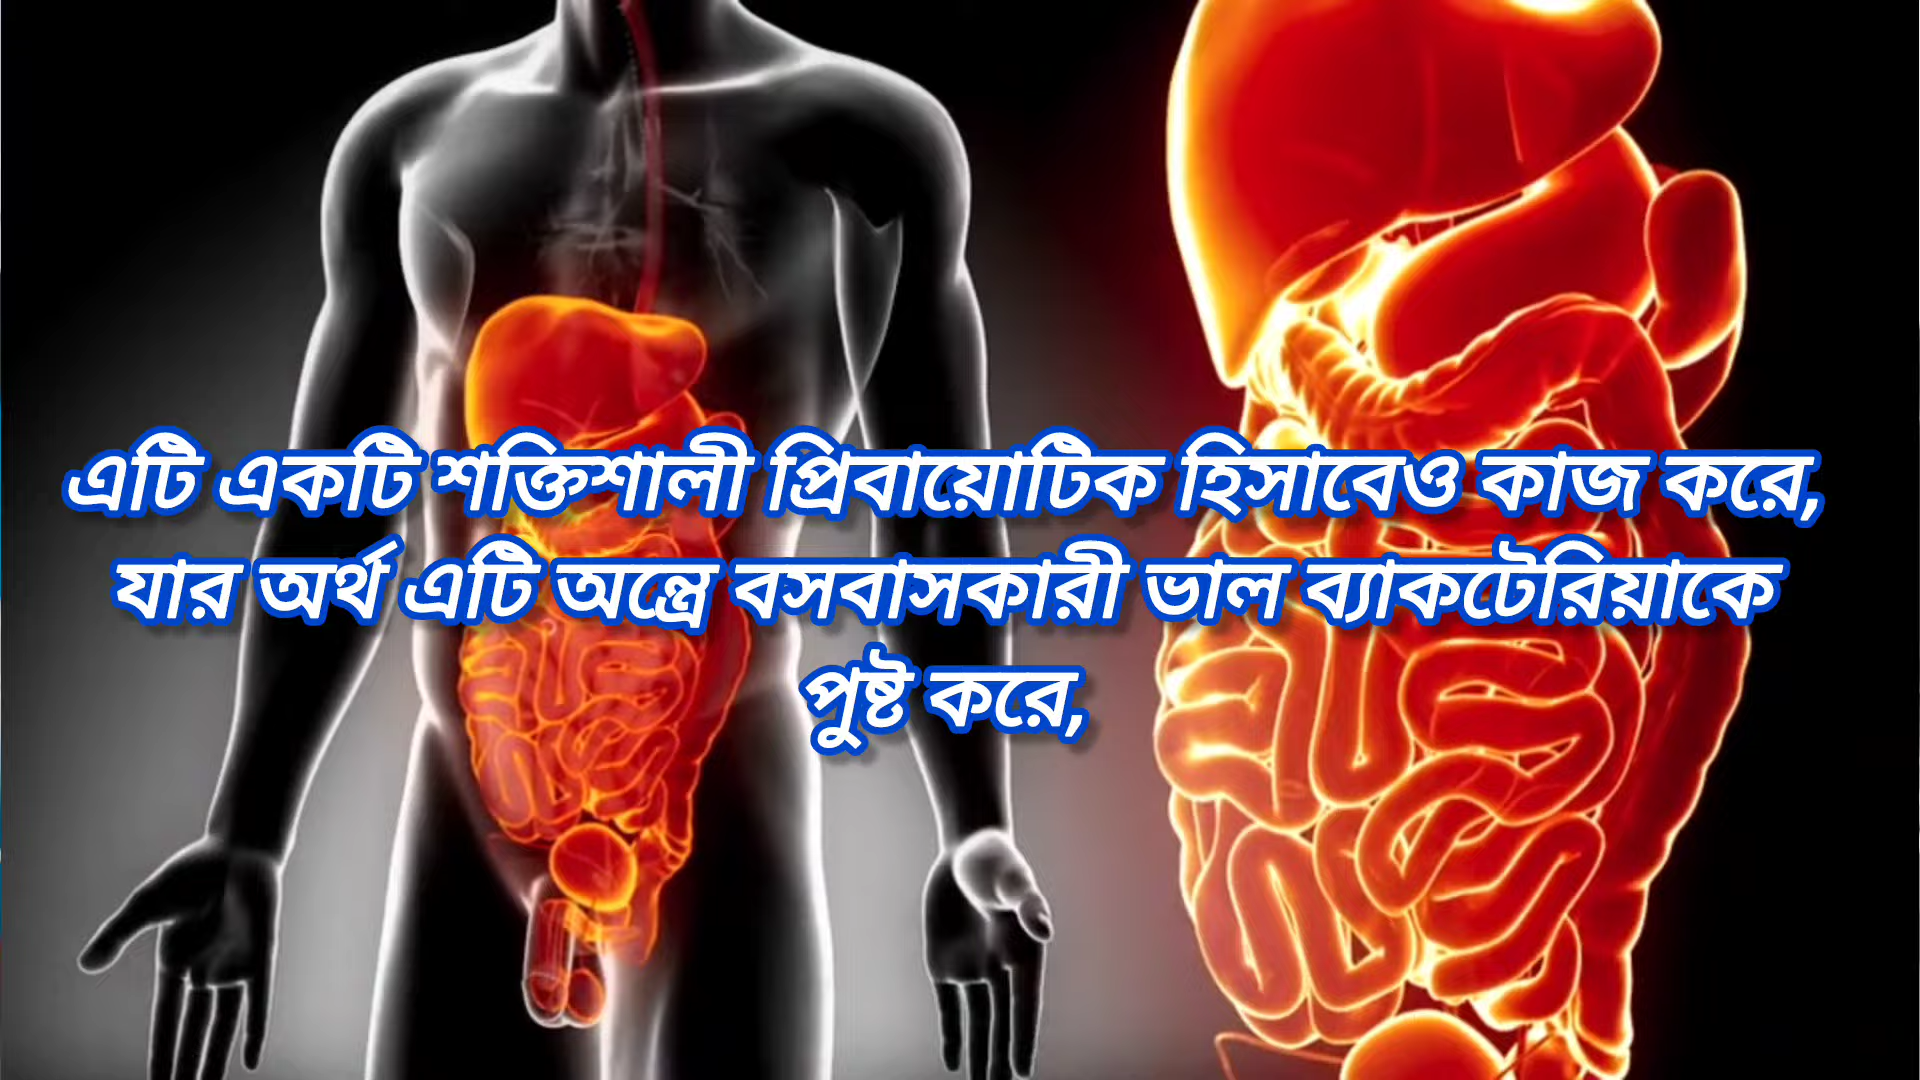 এটি একটি শক্তিশালী প্রিবায়োটিক হিসাবেও কাজ করে,
যার অর্থ এটি অন্ত্রে বসবাসকারী ভাল ব্যাকটেরিয়াকে
পুষ্ট করে,